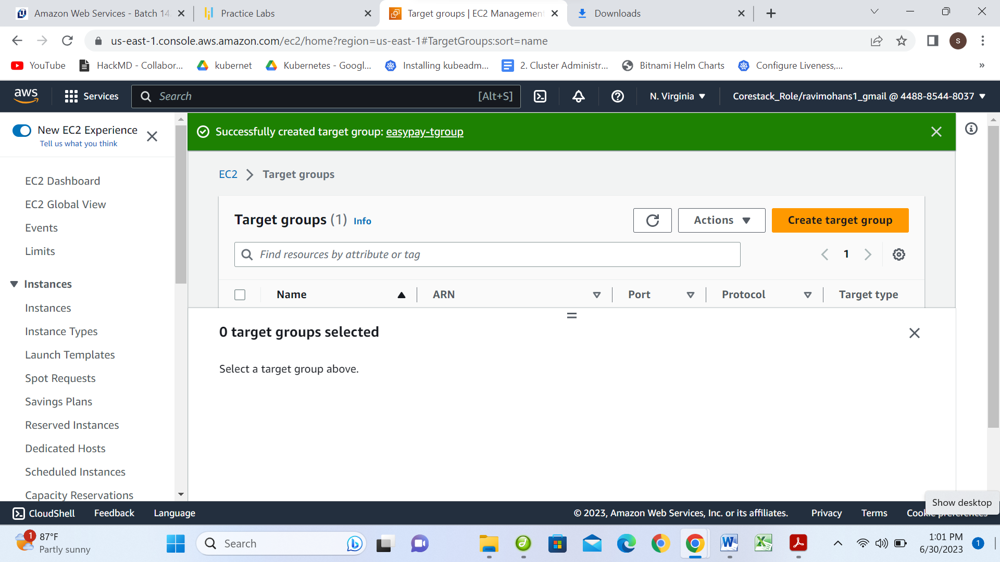 Amazon Web Services - Batch 14
Practice Labs
Target groups | EC2 Management
Downloads
us-east-1.console.aws.amazon.com/ec2/home?region=us-east-1#TargetGroups:sort=name
S
YouTube
HackMD - Collabor...
kubernet
Kubernetes - Googl...
Installing kubeadm...
2. Cluster Administr...
Bitnami Helm Charts
Configure Liveness,...
»
aws
Services
Search
[Alt+S]
N. Virginia
Corestack_Role/ravimohans1_gmail @ 4488-8544-8037
New EC2 Experience
Tell us what you think
EC2 Dashboard
EC2 Global View
Events
Limits
Instances
Instances
Instance Types
Launch Templates
Spot Requests
Savings Plans
Reserved Instances
Dedicated Hosts
Scheduled Instances
Capacity Reservations
Successfully created target group: easypay-tgroup
EC2 > Target groups
Target groups (1) Info
Actions
Create target group
Find resources by attribute or tag
1
Name
ARN
Port
Protocol
Target type
0 target groups selected
Select a target group above.
CloudShell
Feedback
Language
© 2023, Amazon Web Services, Inc. or its affiliates.
Privacy
Terms
Cookie preferences
Show desktop
1
87°F
Partly sunny
Search
1:01 PM
6/30/2023
1